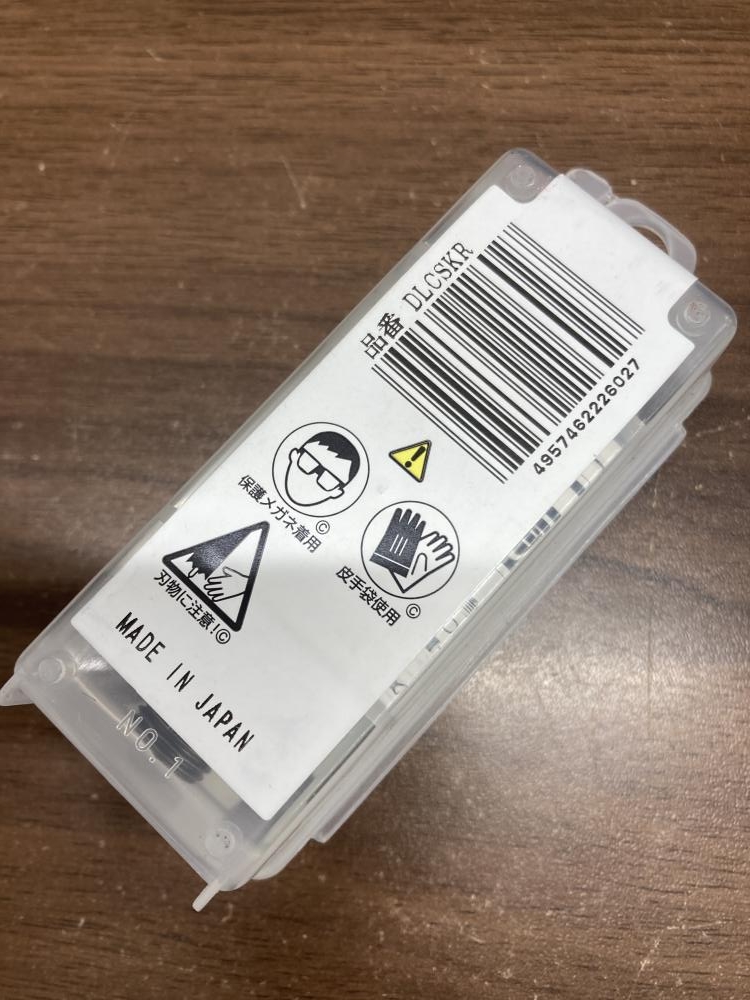 品番 DLCSKR
4957462226027
保護メガネ着用
©
皮手袋使用
©
刃物に注意!©
MADE IN JAPAN
NO.1